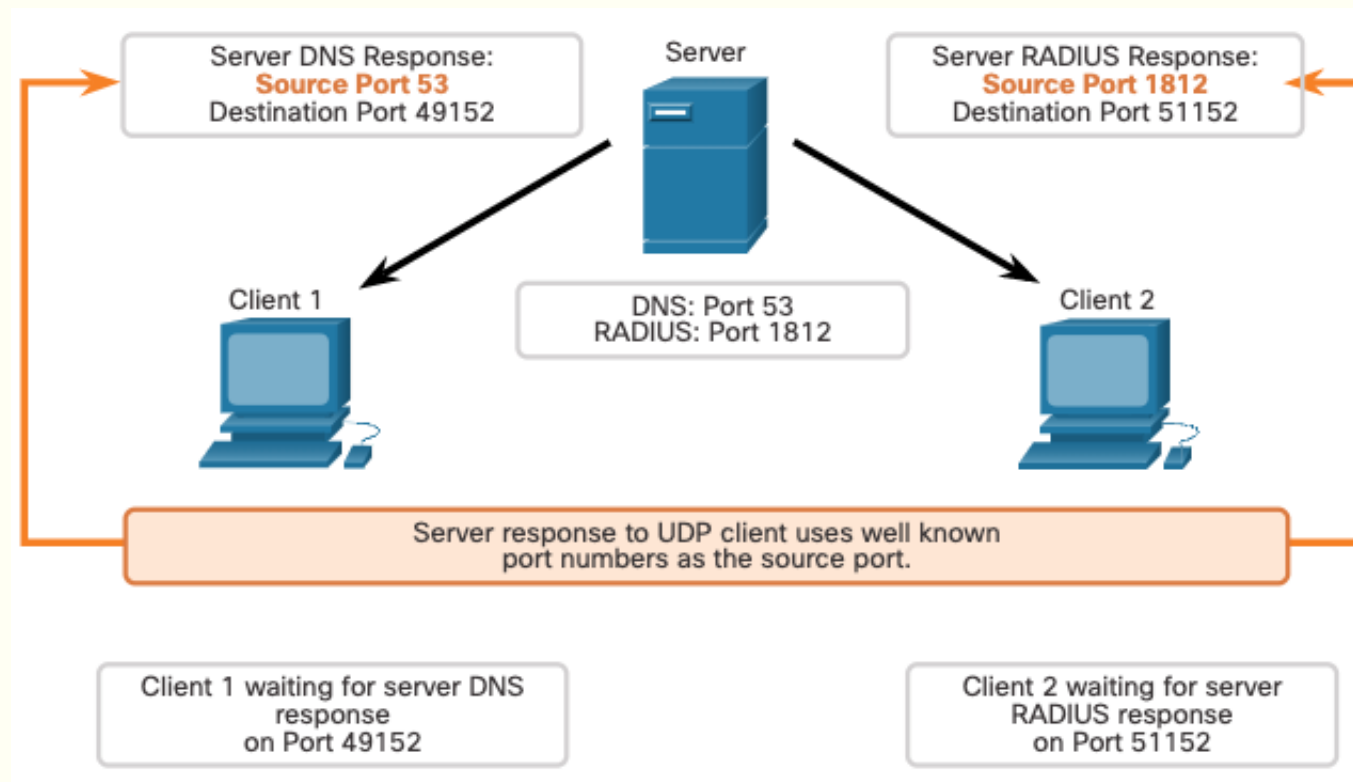 Server DNS Response:
Source Port 53
Destination Port 49152
Server
Server RADIUS Response:
Source Port 1812
Destination Port 51152
Client 1
DNS: Port 53
RADIUS: Port 1812
Client 2
Server response to UDP client uses well known
port numbers as the source port.
Client 1 waiting for server DNS
response
on Port 49152
Client 2 waiting for server
RADIUS response
on Port 51152